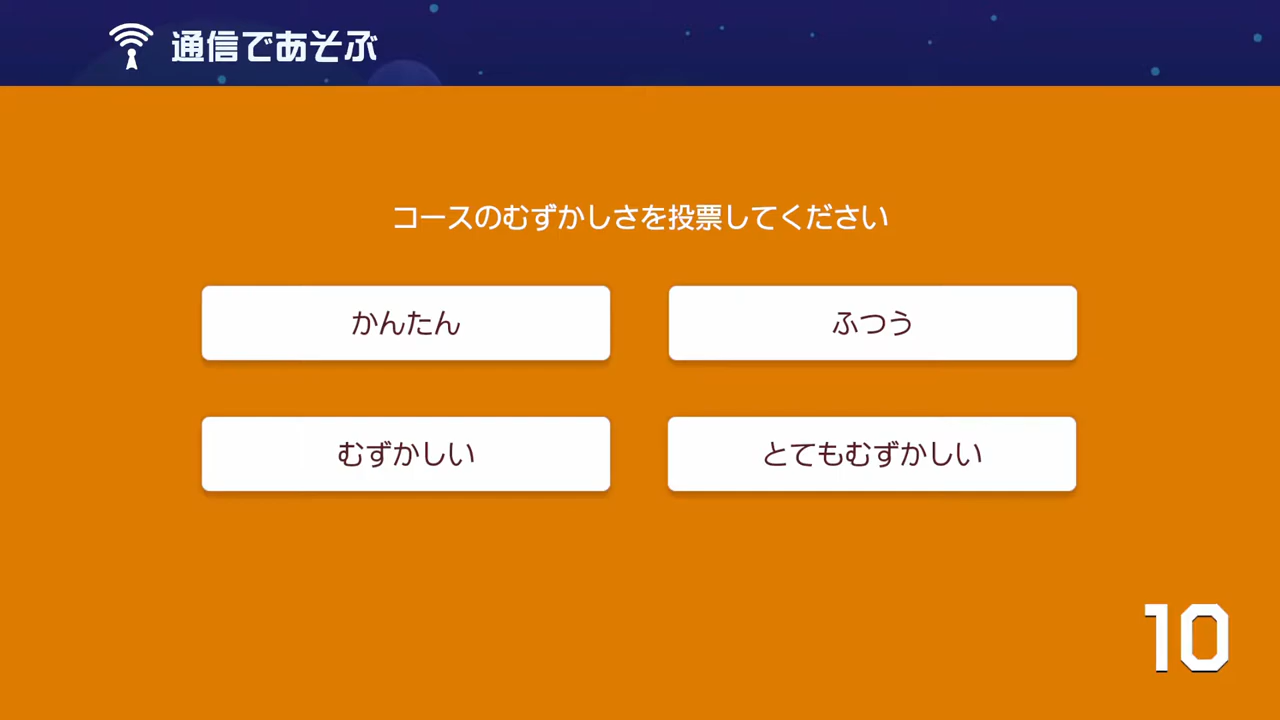 通信であそぶ
コースのむずかしさを投票してください
かんたん
ふつう
むずかしい
とてもむずかしい
10